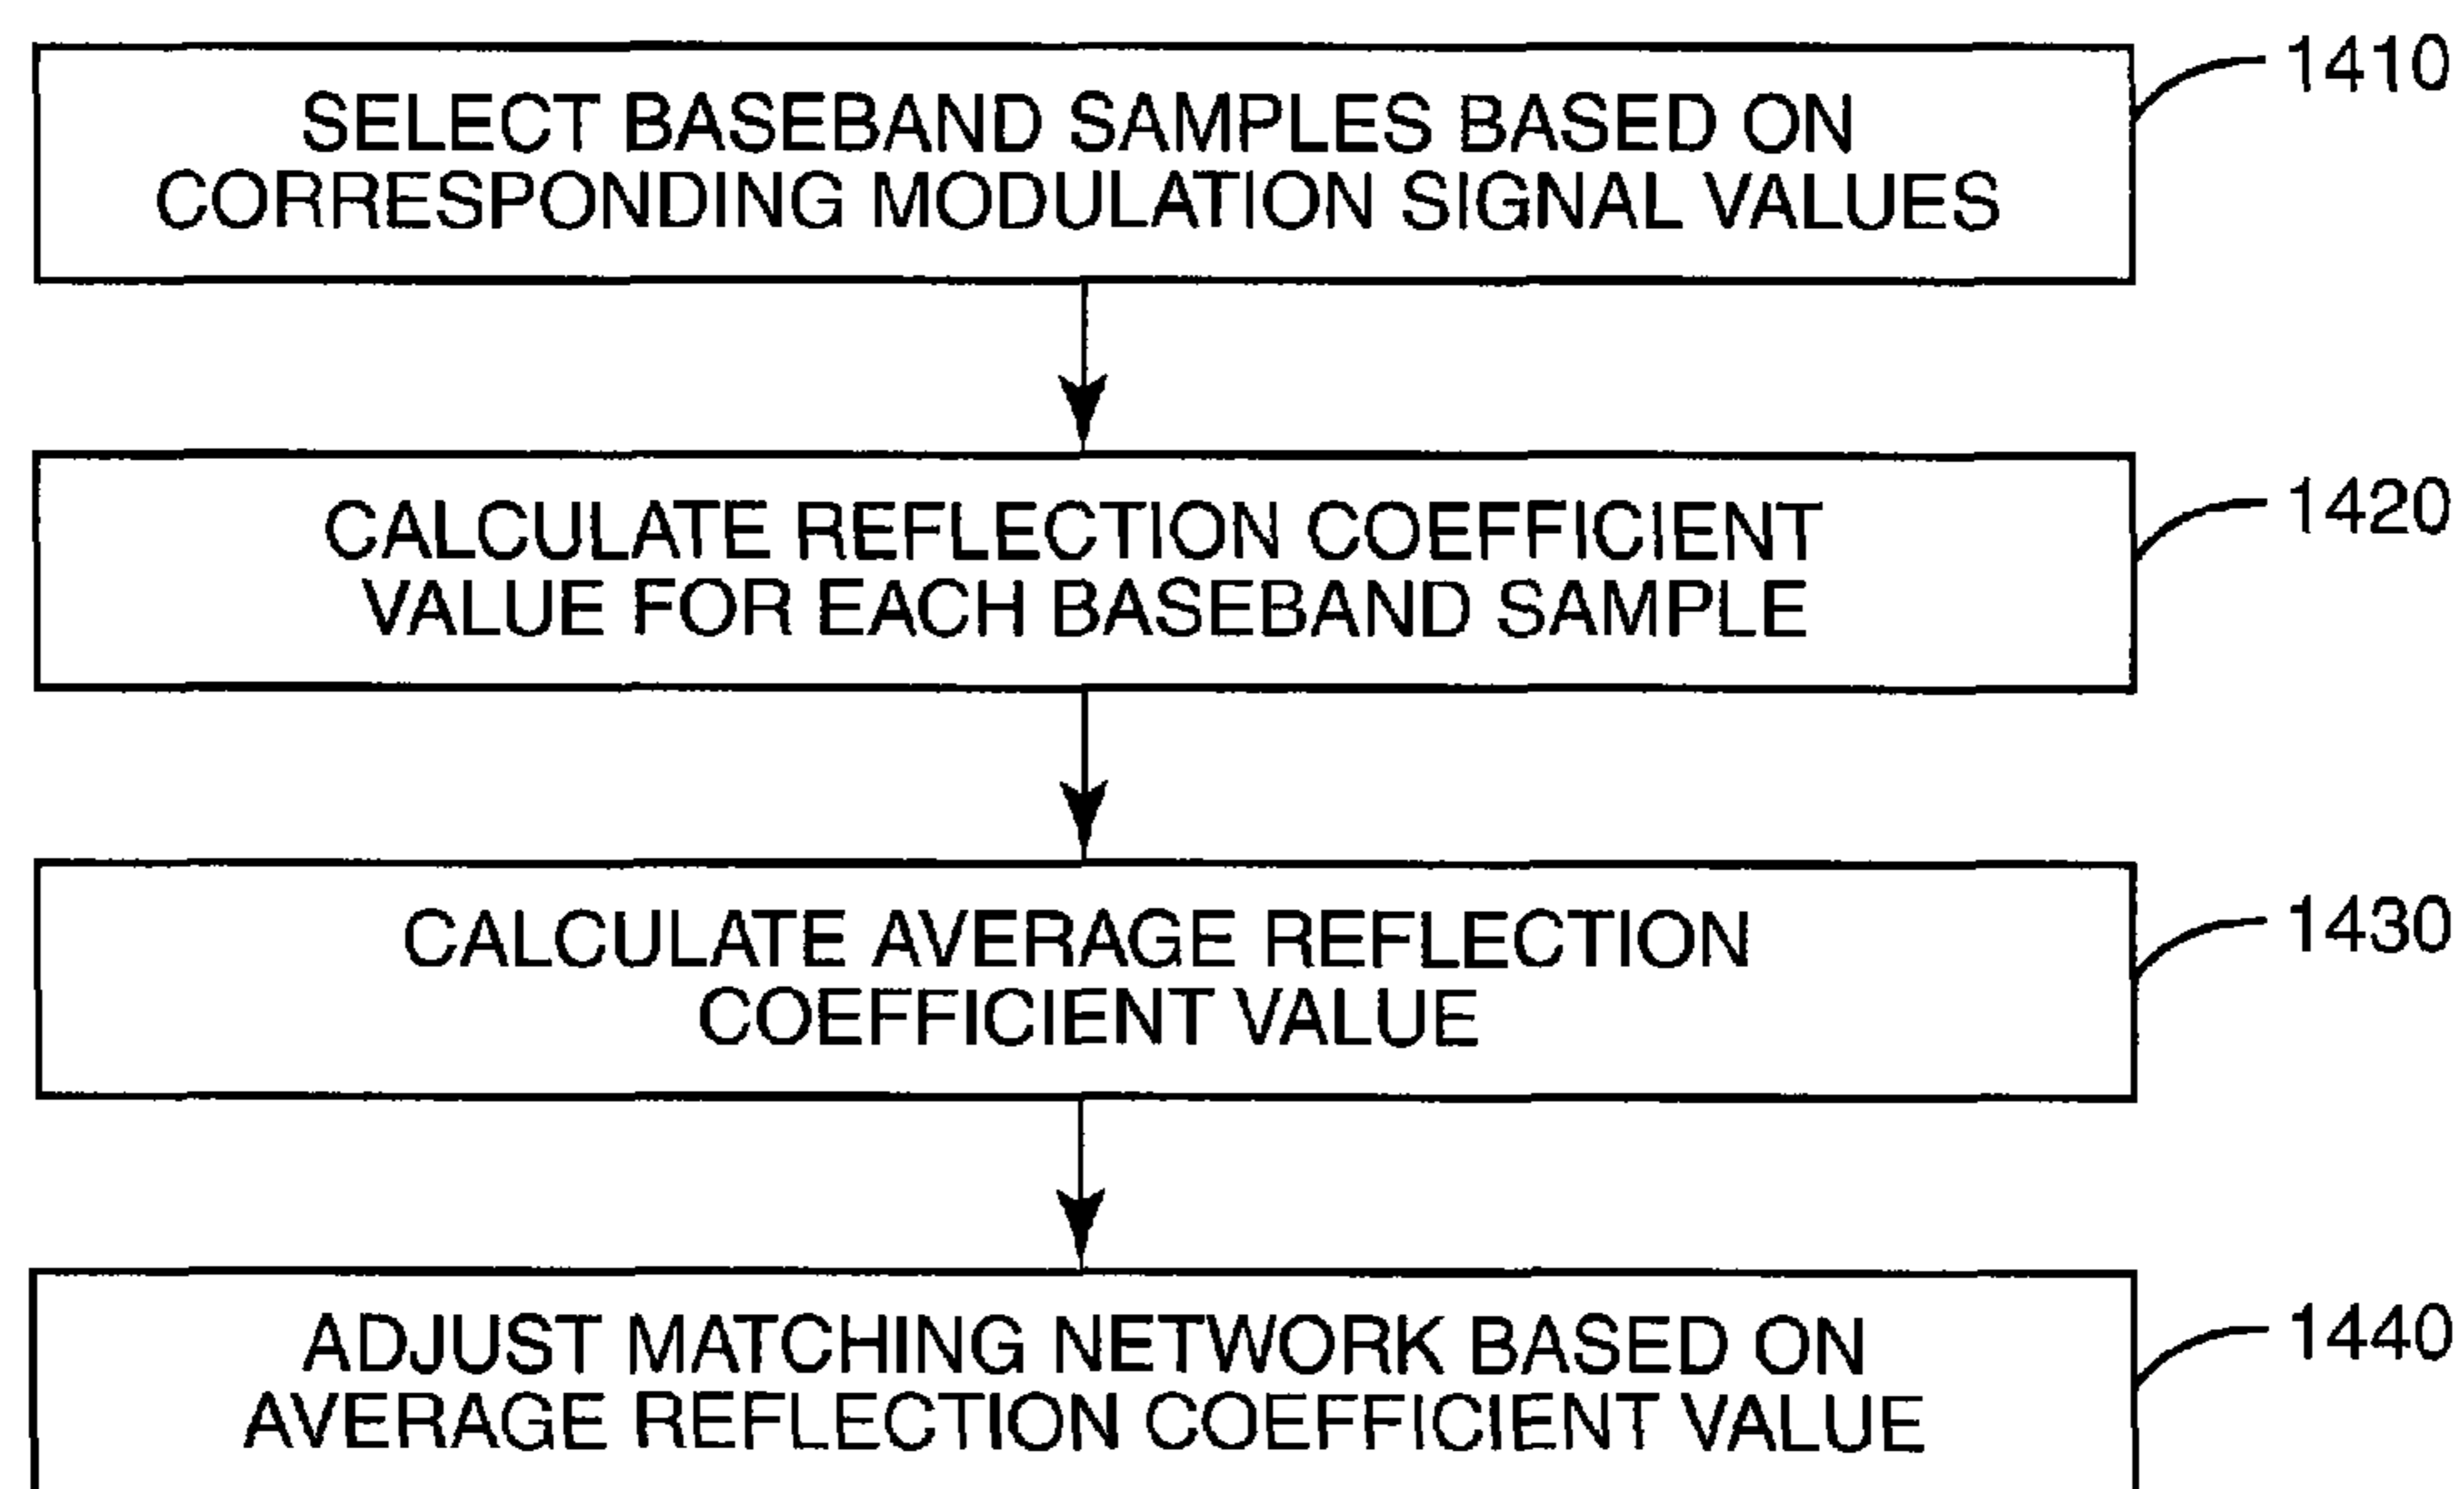 SELECT BASEBAND SAMPLES BASED ON
CORRESPONDING MODULATION SIGNAL VALUES
1410
CALCULATE REFLECTION COEFFICIENT
VALUE FOR EACH BASEBAND SAMPLE
1420
CALCULATE AVERAGE REFLECTION
COEFFICIENT VALUE
1430
ADJUST MATCHING NETWORK BASED ON
AVERAGE REFLECTION COEFFICIENT VALUE
1440